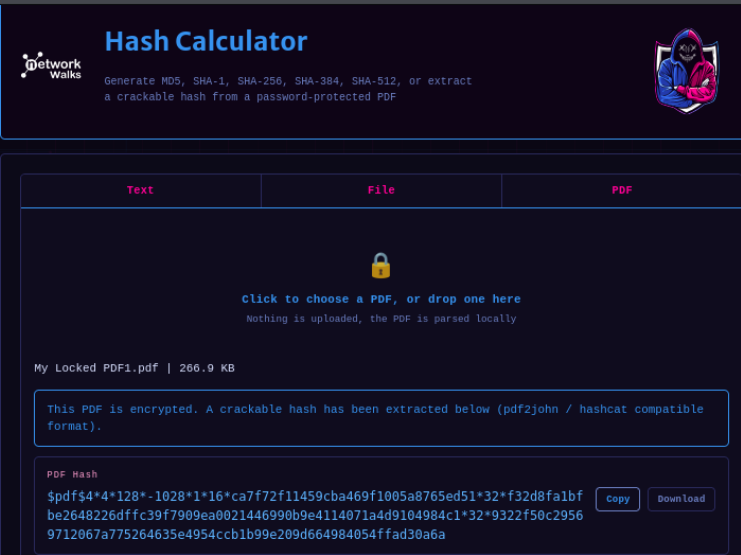 Hash Calculator
network
Walks
Generate MD5, SHA-1, SHA-256, SHA-384, SHA-512, or extract
a crackable hash from a password-protected PDF
Text
File
PDF
Click to choose a PDF, or drop one here
Nothing is uploaded, the PDF is parsed locally
My Locked PDF1.pdf | 266.9 KB
This PDF is encrypted. A crackable hash has been extracted below (pdf2john / hashcat compatible
format).
PDF Hash
$pdf$4*4*128*-1028*1*16*ca7f72f11459cba469f1005a8765ed51*32*f32d8fa1bf
be2648226dffc39f7909ea0021446990b9e4114071a4d9104984c1*32*9322f50c2956
9712067a775264635e4954ccb1b99e209d664984054ffad30a6a
Copy
Download